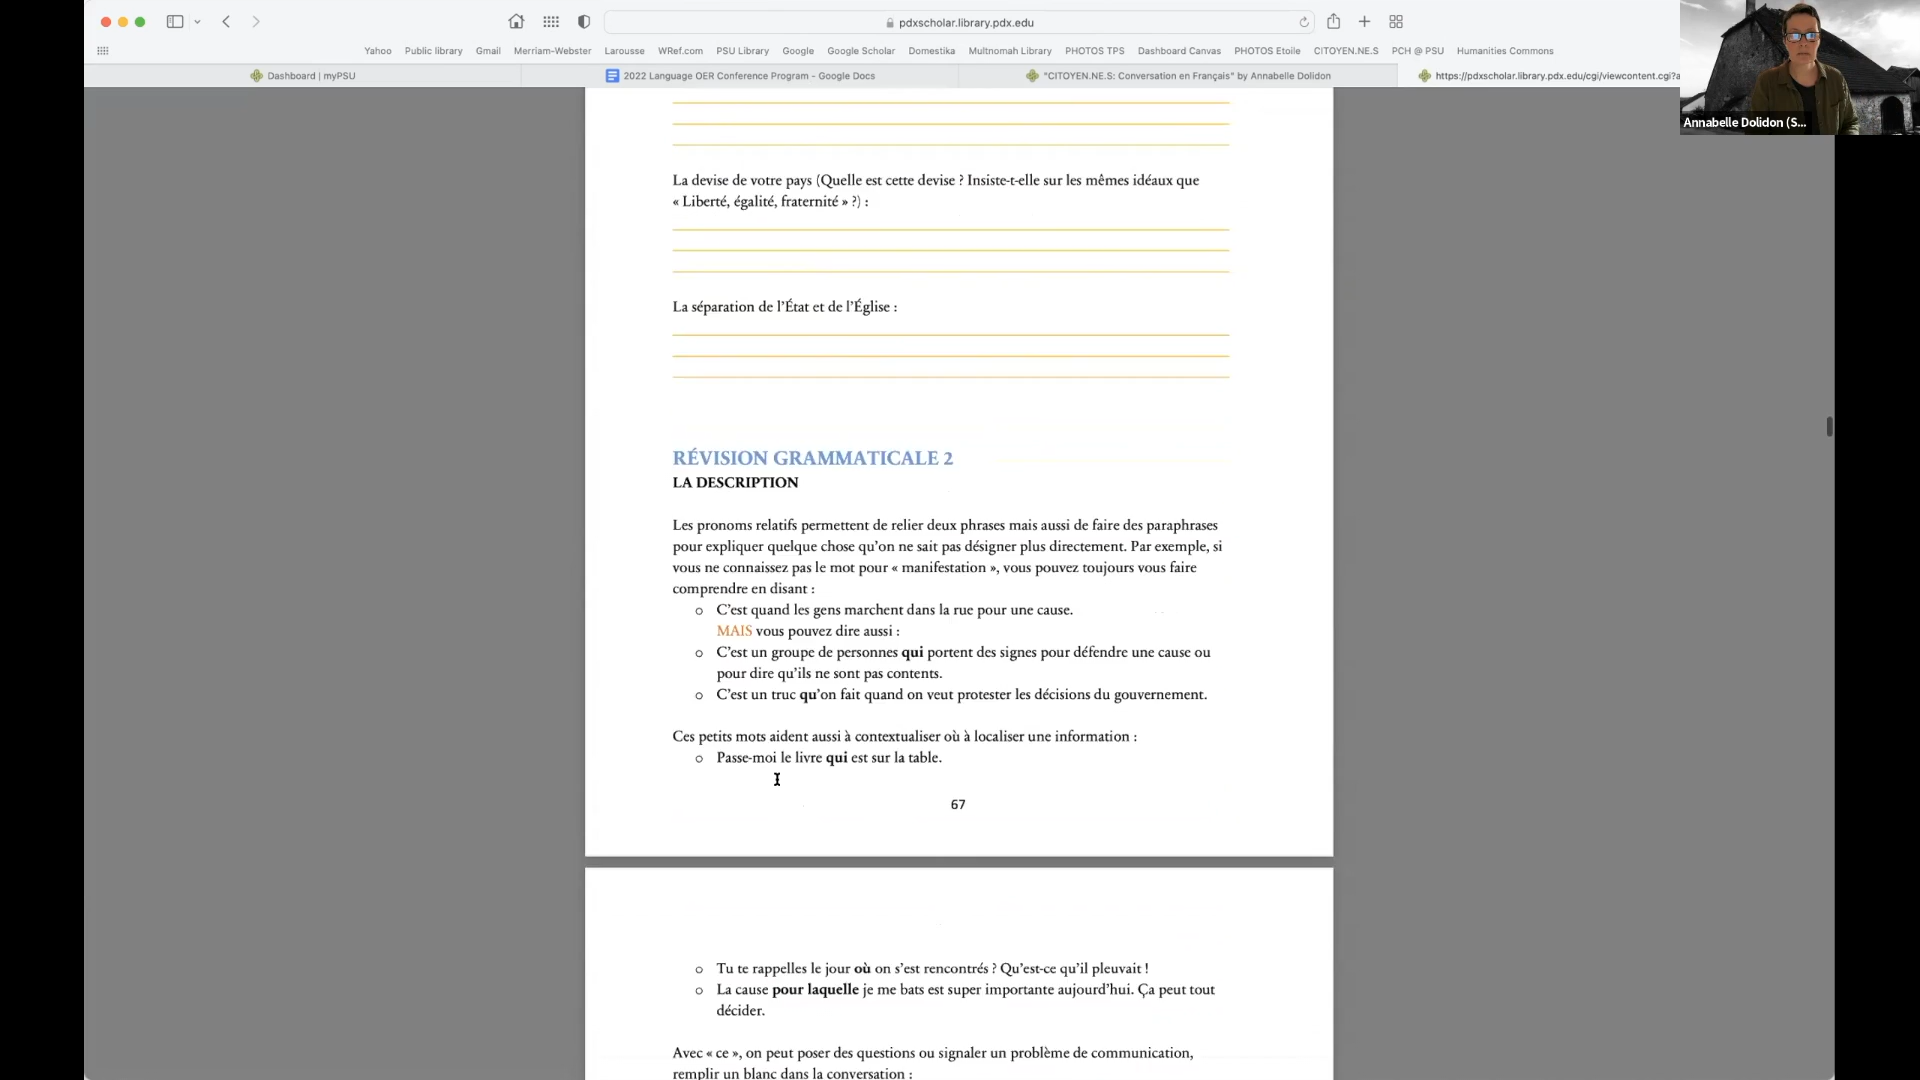 pdxscholar.library.pdx.edu
Yahoo Public library Gmail Merriam-Webster Larousse WRef.com PSU Library Google Google Scholar Domestika Multnomah Library PHOTOS TPS Dashboard Canvas PHOTOS Etoile CITOYEN.NE.S PCH @ PSU Humanities Commons
Dashboard | myPSU
2022 Language OER Conference Program - Google Docs
"CITOYEN.NE.S: Conversation en Français" by Annabelle Dolidon
https://pdxscholar.library.pdx.edu/cgi/viewcontent.cgi?a
Annabelle Dolidon (S...
La devise de votre pays (Quelle est cette devise ? Insiste-t-elle sur les mêmes idéaux que
« Liberté, égalité, fraternité » ?) :
La séparation de l’État et de l’Église :
RÉVISION GRAMMATICALE 2
LA DESCRIPTION
Les pronoms relatifs permettent de relier deux phrases mais aussi de faire des paraphrases
pour expliquer quelque chose qu’on ne sait pas désigner plus directement. Par exemple, si
vous ne connaissez pas le mot pour « manifestation », vous pouvez toujours vous faire
comprendre en disant :
o C’est quand les gens marchent dans la rue pour une cause.
MAIS vous pouvez dire aussi :
o C’est un groupe de personnes qui portent des signes pour défendre une cause ou
pour dire qu’ils ne sont pas contents.
o C’est un truc qu’on fait quand on veut protester les décisions du gouvernement.
Ces petits mots aident aussi à contextualiser où à localiser une information :
o Passe-moi le livre qui est sur la table.
67
o Tu te rappelles le jour où on s’est rencontrés ? Qu’est-ce qu’il pleuvait !
o La cause pour laquelle je me bats est super importante aujourd’hui. Ça peut tout
décider.
Avec « ce », on peut poser des questions ou signaler un problème de communication,
remplir un blanc dans la conversation :